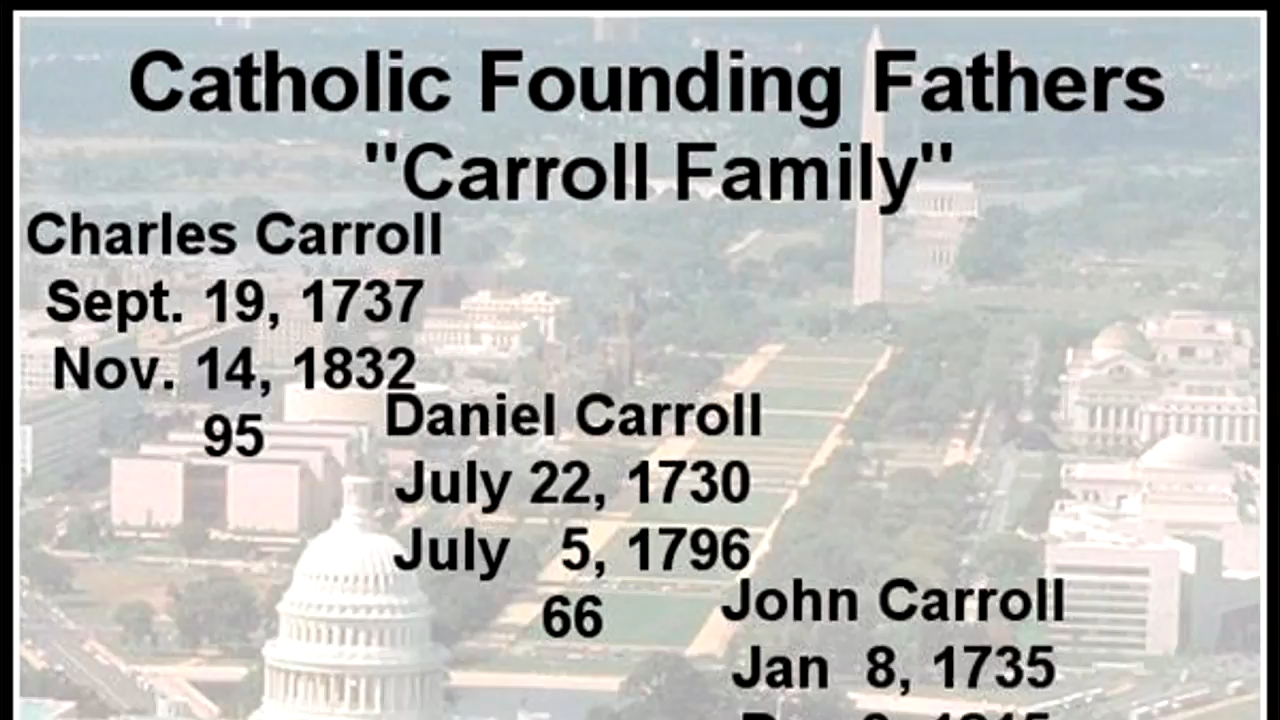 Catholic Founding Fathers
"Carroll Family"
Charles Carroll
Sept. 19, 1737
Nov. 14, 1832
95
Daniel Carroll
July 22, 1730
July 5, 1796
66
John Carroll
Jan 8, 1735